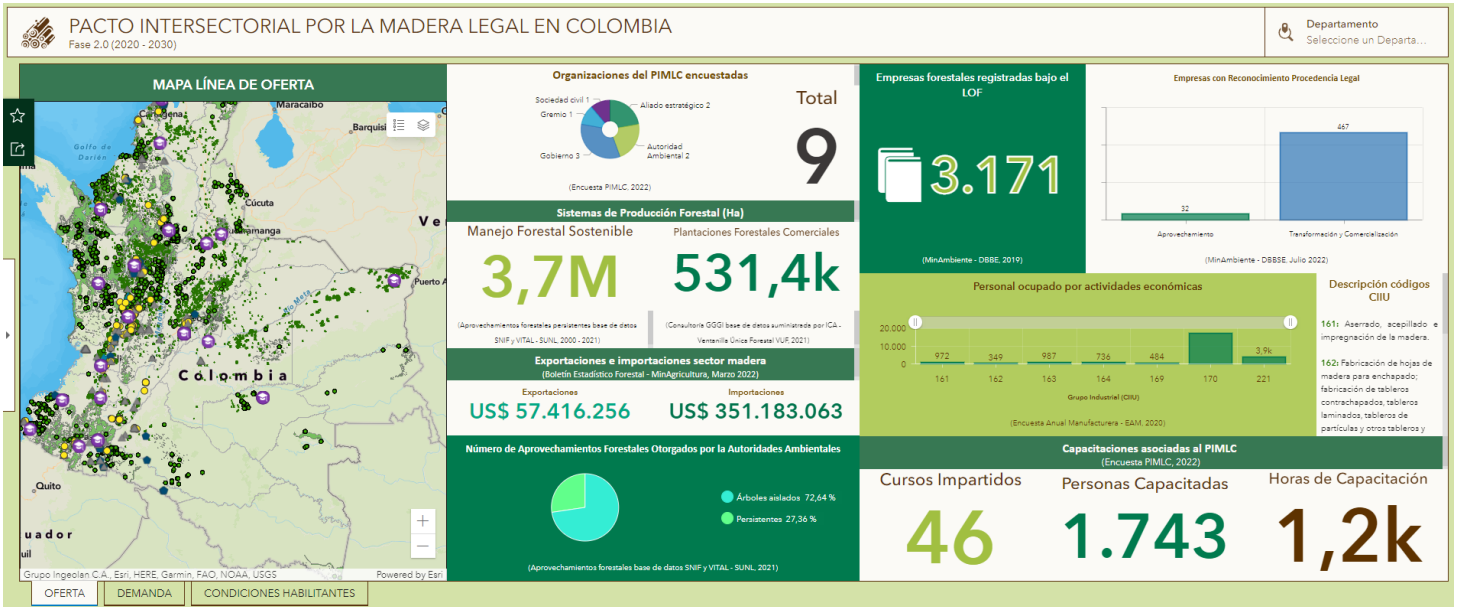 PACTO INTERSECTORIAL POR LA MADERA LEGAL EN COLOMBIA
Fase 2.0 (2020 - 2030)
Departamento
Seleccione un Departa...
MAPA LÍNEA DE OFERTA
Maracaibo
Cartagena
Barquisi
Golfo de
Darién
Cúcuta
Ve
Puerto A
Río Meta
Colombia
Quito
uador
uil
Grupo Ingeolan C.A., Esri, HERE, Garmin, FAO, NOAA, USGS
Powered by Esri
Organizaciones del PIMLC encuestadas
Sociedad civil 1
Gremio 1
Gobierno 3
Aliado estratégico 2
Autoridad
Ambiental 2
(Encuesta PIMLC, 2022)
Total
9
Sistemas de Producción Forestal (Ha)
Manejo Forestal Sostenible
3,7M
(Aprovechamientos forestales persistentes base de datos
SNIF y VITAL - SUNL, 2000 - 2021)
Plantaciones Forestales Comerciales
531,4k
(Consultoría GGGI base de datos suministrada por ICA -
Ventanilla Única Forestal VUF, 2021)
Exportaciones e importaciones sector madera
(Boletín Estadístico Forestal - MinAgricultura, Marzo 2022)
Exportaciones
US$ 57.416.256
Importaciones
US$ 351.183.063
Número de Aprovechamientos Forestales Otorgados por la Autoridades Ambientales
Árboles aislados 72,64 %
Persistentes 27,36 %
(Aprovechamientos forestales base de datos SNIF y VITAL - SUNL, 2021)
Empresas forestales registradas bajo el
LOF
3.171
(MinAmbiente - DBBE, 2019)
Empresas con Reconocimiento Procedencia Legal
32
467
Aprovechamiento
Transformación y Comercialización
(MinAmbiente - DBBSE, Julio 2022)
Personal ocupado por actividades económicas
20.000
10.000
0
972
349
987
736
484
3,9k
161
162
163
164
169
170
221
Grupo Industrial (CIIU)
(Encuesta Anual Manufacturera - EAM, 2020)
Descripción códigos
CIIU
161: Aserrado, acepillado e
impregnación de la madera.
162: Fabricación de hojas de
madera para enchapado;
fabricación de tableros
contrachapados, tableros
laminados, tableros de
partículas y otros tableros y
Capacitaciones asociadas al PIMLC
(Encuesta PIMLC, 2022)
Cursos Impartidos
46
Personas Capacitadas
1.743
Horas de Capacitación
1,2k
OFERTA
DEMANDA
CONDICIONES HABILITANTES